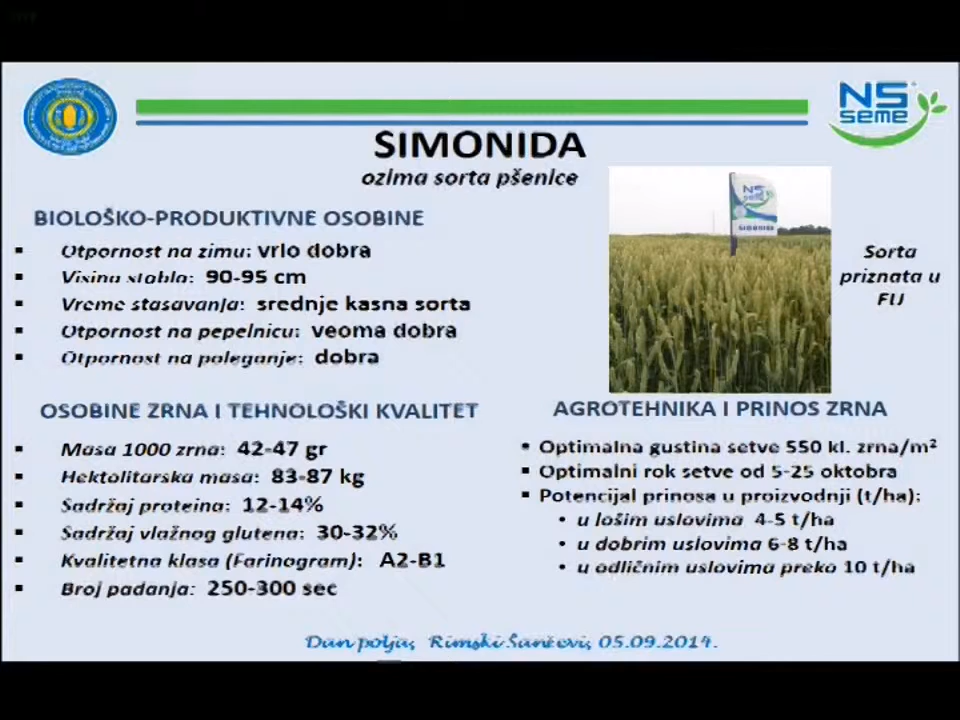 NS
seme
SIMONIDA
ozima sorta pšenice
BIOLOŠKO-PRODUKTIVNE OSOBINE
▪ Otpornost na zimu: vrlo dobra
▪ Visina stabla: 90-95 cm
▪ Vreme stasavanja: srednje kasna sorta
▪ Otpornost na pepelnicu: veoma dobra
▪ Otpornost na poleganje: dobra
NS
seme
SIMONIDA
Sorta
priznata u
EU
OSOBINE ZRNA I TEHNOLOŠKI KVALITET
▪ Masa 1000 zrna: 42-47 gr
▪ Hektolitarska masa: 83-87 kg
▪ Sadržaj proteina: 12-14%
▪ Sadržaj vlažnog glutena: 30-32%
▪ Kvalitetna klasa (Farinogram): A2-B1
▪ Broj padanja: 250-300 sec
AGROTEHNIKA I PRINOS ZRNA
▪ Optimalna gustina setve 550 kl. zrna/m²
▪ Optimalni rok setve od 5-25 oktobra
▪ Potencijal prinosa u proizvodnji (t/ha):
• u lošim uslovima 4-5 t/ha
• u dobrim uslovima 6-8 t/ha
• u odličnim uslovima preko 10 t/ha
Dan polja, Rimski Šančevi, 05.09.2014.